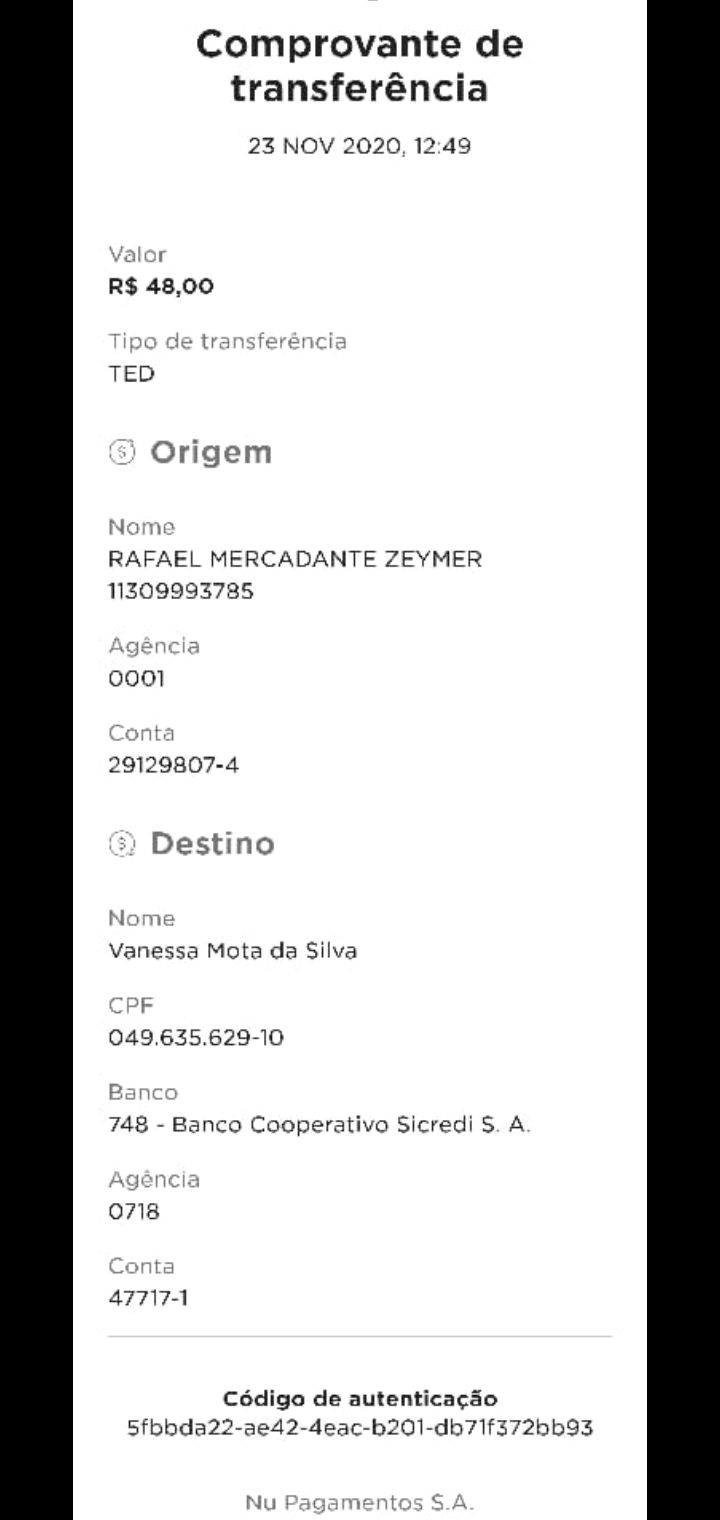 Comprovante de
transferência
23 NOV 2020, 12:49
Valor
R$ 48,00
Tipo de transferência
TED
Origem
Nome
RAFAEL MERCADANTE ZEYMER
11309993785
Agência
0001
Conta
29129807-4
Destino
Nome
Vanessa Mota da Silva
CPF
049.635.629-10
Banco
748 - Banco Cooperativo Sicredi S. A.
Agência
0718
Conta
47717-1
Código de autenticação
5fbbda22-ae42-4eac-b201-db71f372bb93
Nu Pagamentos S.A.